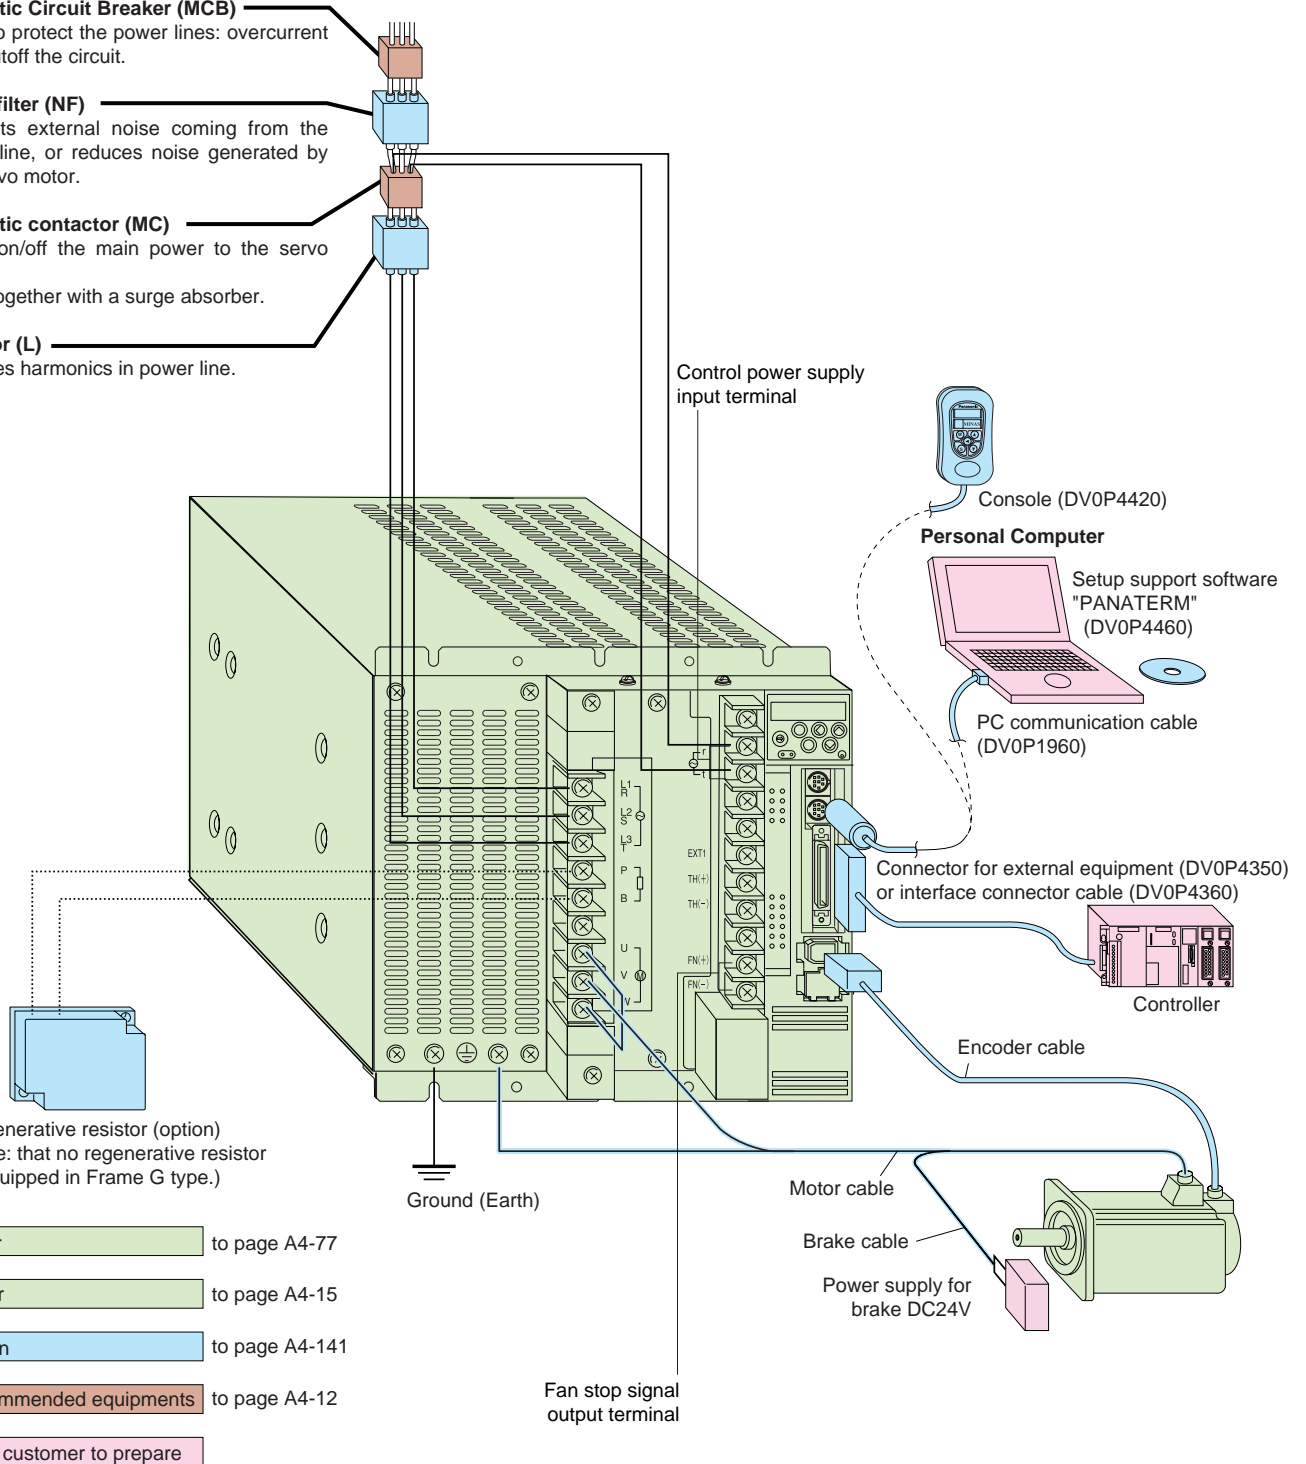 tic Circuit Breaker (MCB)
o protect the power lines: overcurrent
utoff the circuit.
filter (NF)
ts external noise coming from the
line, or reduces noise generated by
vo motor.
tic contactor (MC)
on/off the main power to the servo
ogether with a surge absorber.
or (L)
es harmonics in power line.
Control power supply
input terminal
Panasonic
MINAS
Console (DV0P4420)
Personal Computer
Setup support software
"PANATERM"
(DV0P4460)
PC communication cable
(DV0P1960)
r
t
L1
R
L2
S
L3
T
P
B
U
V
W
M
EXT1
TH(+)
TH(-)
FN(+)
FN(-)
Connector for external equipment (DV0P4350)
or interface connector cable (DV0P4360)
Controller
Encoder cable
enerative resistor (option)
e: that no regenerative resistor
uipped in Frame G type.)
Ground (Earth)
Motor cable
Brake cable
Power supply for
brake DC24V
r to page A4-77
r to page A4-15
n to page A4-141
mmended equipments to page A4-12
customer to prepare
Fan stop signal
output terminal